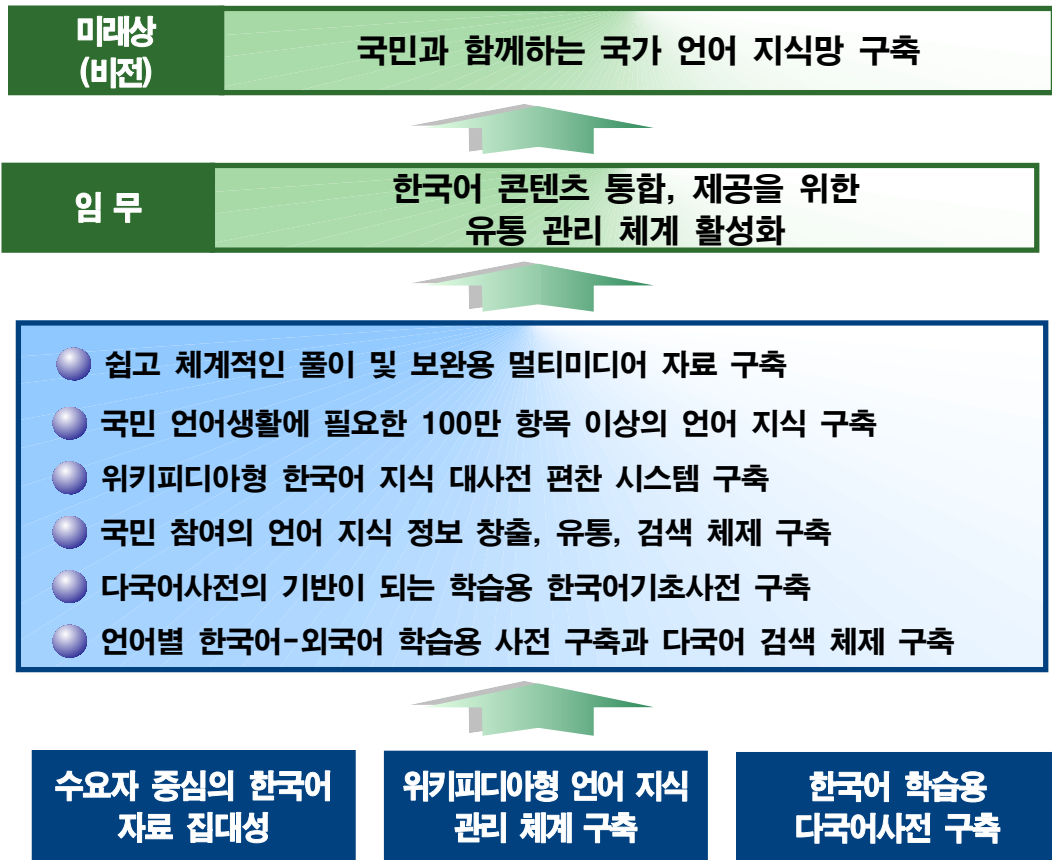 미래상
(비전)
국민과 함께하는 국가 언어 지식망 구축
임 무
한국어 콘텐츠 통합, 제공을 위한
유통 관리 체계 활성화
쉽고 체계적인 풀이 및 보완용 멀티미디어 자료 구축
국민 언어생활에 필요한 100만 항목 이상의 언어 지식 구축
위키피디아형 한국어 지식 대사전 편찬 시스템 구축
국민 참여의 언어 지식 정보 창출, 유통, 검색 체제 구축
다국어사전의 기반이 되는 학습용 한국어기초사전 구축
언어별 한국어-외국어 학습용 사전 구축과 다국어 검색 체제 구축
수요자 중심의 한국어
자료 집대성
위키피디아형 언어 지식
관리 체계 구축
한국어 학습용
다국어사전 구축